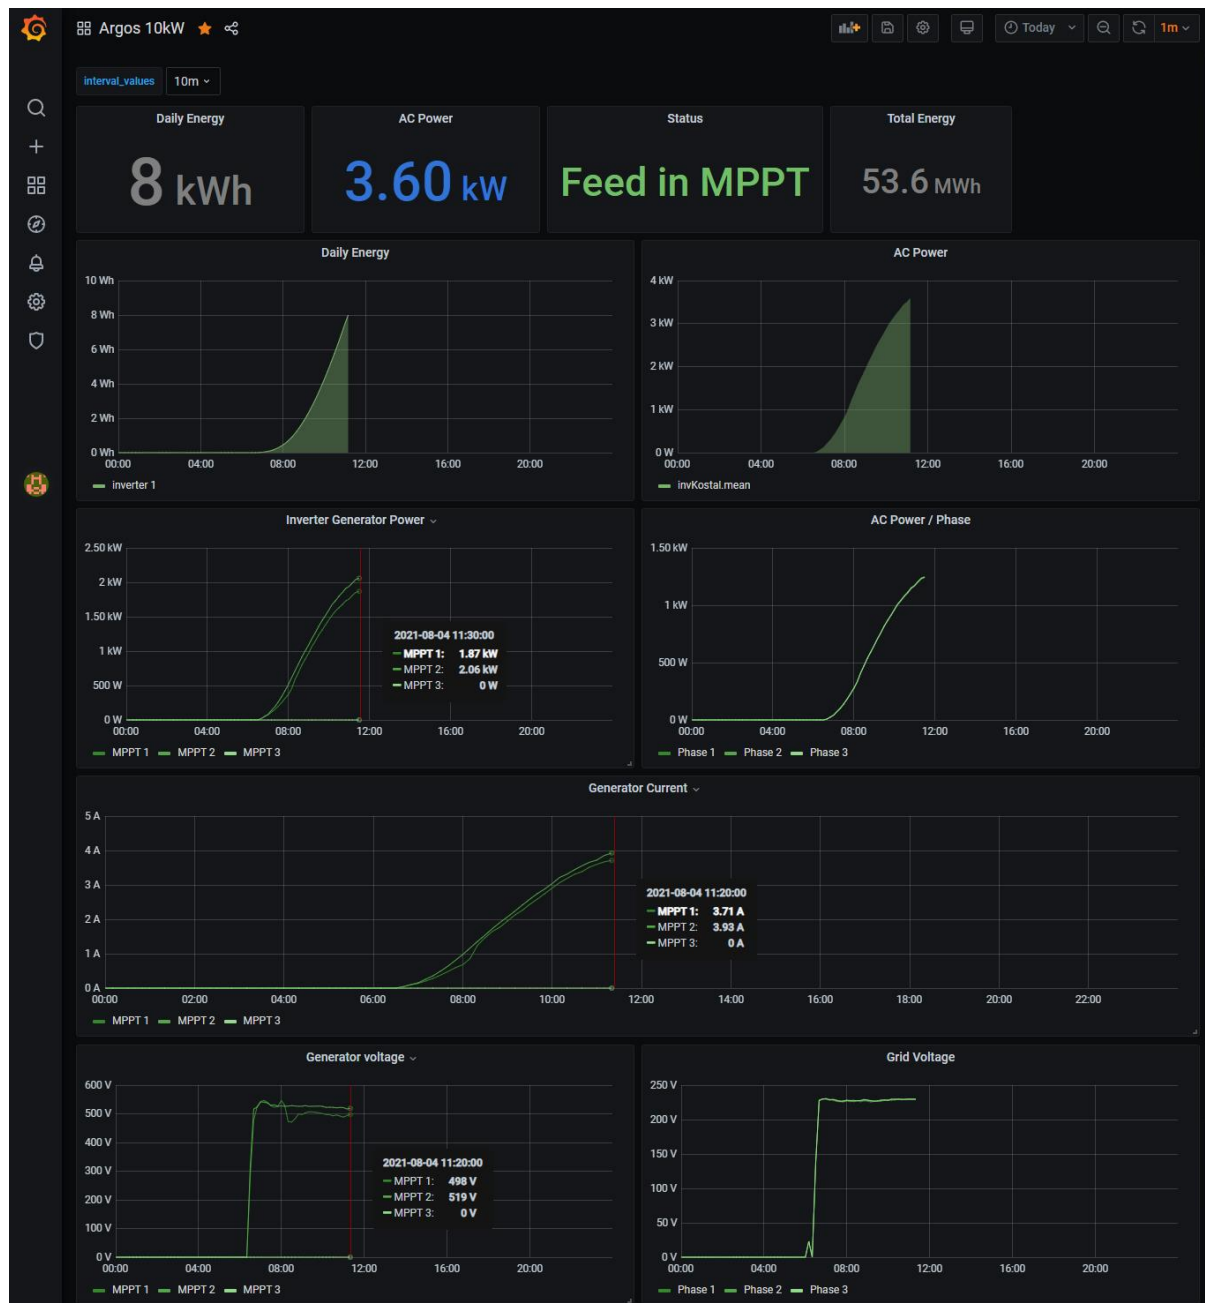 Argos 10kW
Today
1m
interval_values 10m
Daily Energy
8 kWh
AC Power
3.60 kW
Status
Feed in MPPT
Total Energy
53.6 MWh
Daily Energy
10 Wh
8 Wh
6 Wh
4 Wh
2 Wh
0 Wh
00:00 04:00 08:00 12:00 16:00 20:00
inverter 1
AC Power
4 kW
3 kW
2 kW
1 kW
0 W
00:00 04:00 08:00 12:00 16:00 20:00
invKostal.mean
Inverter Generator Power
2.50 kW
2 kW
1.50 kW
1 kW
500 W
0 W
00:00 04:00 08:00 12:00 16:00 20:00
2021-08-04 11:30:00
MPPT 1: 1.87 kW
MPPT 2: 2.06 kW
MPPT 3: 0 W
MPPT 1 MPPT 2 MPPT 3
AC Power / Phase
1.50 kW
1 kW
500 W
0 W
00:00 04:00 08:00 12:00 16:00 20:00
Phase 1 Phase 2 Phase 3
Generator Current
5 A
4 A
3 A
2 A
1 A
0 A
00:00 02:00 04:00 06:00 08:00 10:00 12:00 14:00 16:00 18:00 20:00 22:00
2021-08-04 11:20:00
MPPT 1: 3.71 A
MPPT 2: 3.93 A
MPPT 3: 0 A
MPPT 1 MPPT 2 MPPT 3
Generator voltage
600 V
500 V
400 V
300 V
200 V
100 V
0 V
00:00 04:00 08:00 12:00 16:00 20:00
2021-08-04 11:20:00
MPPT 1: 498 V
MPPT 2: 519 V
MPPT 3: 0 V
MPPT 1 MPPT 2 MPPT 3
Grid Voltage
250 V
200 V
150 V
100 V
50 V
0 V
00:00 04:00 08:00 12:00 16:00 20:00
Phase 1 Phase 2 Phase 3